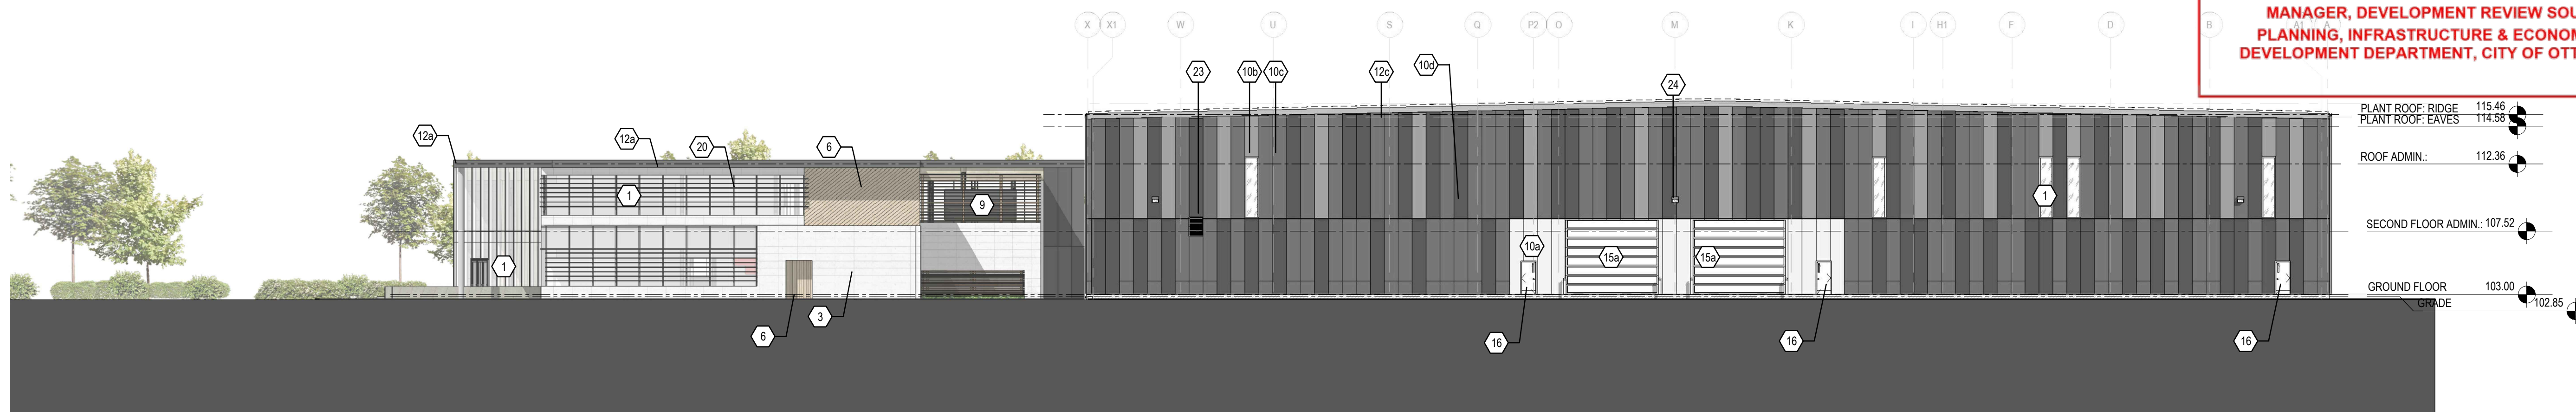 MANAGER, DEVELOPMENT REVIEW SOU
PLANNING, INFRASTRUCTURE & ECONOM
DEVELOPMENT DEPARTMENT, CITY OF OTT
X X1 W U S Q P2 O M K I H1 F D B A1 A
23 10b 10c 12c 10d 24
PLANT ROOF: RIDGE 115.46
PLANT ROOF: EAVES 114.58
12a 12a 20 6
ROOF ADMIN.: 112.36
1 9 1
SECOND FLOOR ADMIN.: 107.52
10a
15a 15a
1
GROUND FLOOR 103.00
GRADE 102.85
3
6 16 16 16